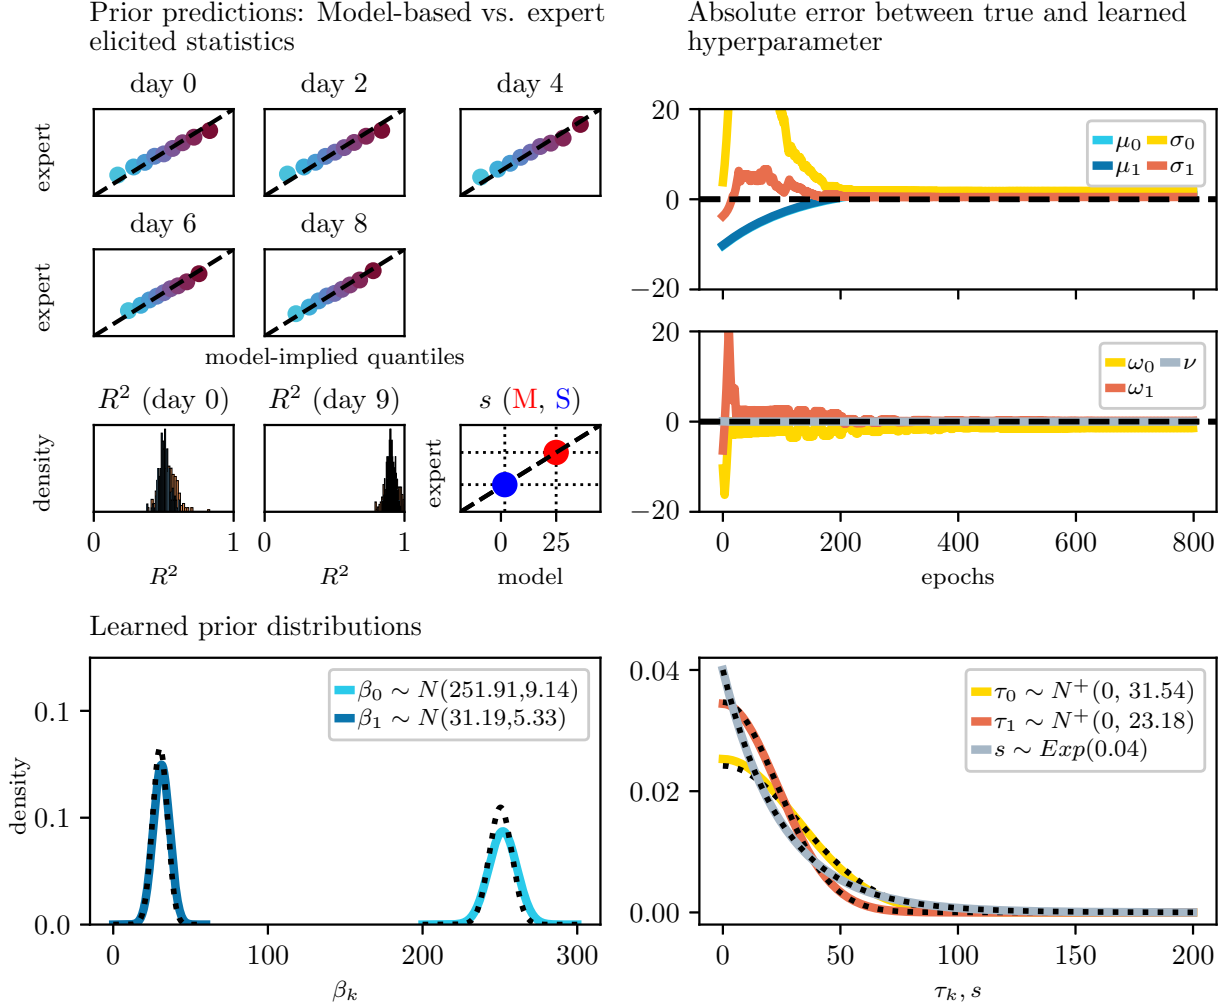 Prior predictions: Model-based vs. expert
elicited statistics
day 0
day 2
day 4
expert
day 6
day 8
expert
model-implied quantiles
R² (day 0)
R² (day 9)
s (M, S)
density
expert
0
1
0
1
0
25
R²
R²
model
Absolute error between true and learned
hyperparameter
20
0
−20
μ₀
σ₀
μ₁
σ₁
20
0
−20
ω₀
ν
ω₁
0
200
400
600
800
epochs
Learned prior distributions
0.1
0.1
0.0
density
β₀ ∼ N(251.91,9.14)
β₁ ∼ N(31.19,5.33)
0
100
200
300
βₖ
0.04
0.02
0.00
τ₀ ∼ N⁺(0, 31.54)
τ₁ ∼ N⁺(0, 23.18)
s ∼ Exp(0.04)
0
50
100
150
200
τₖ, s